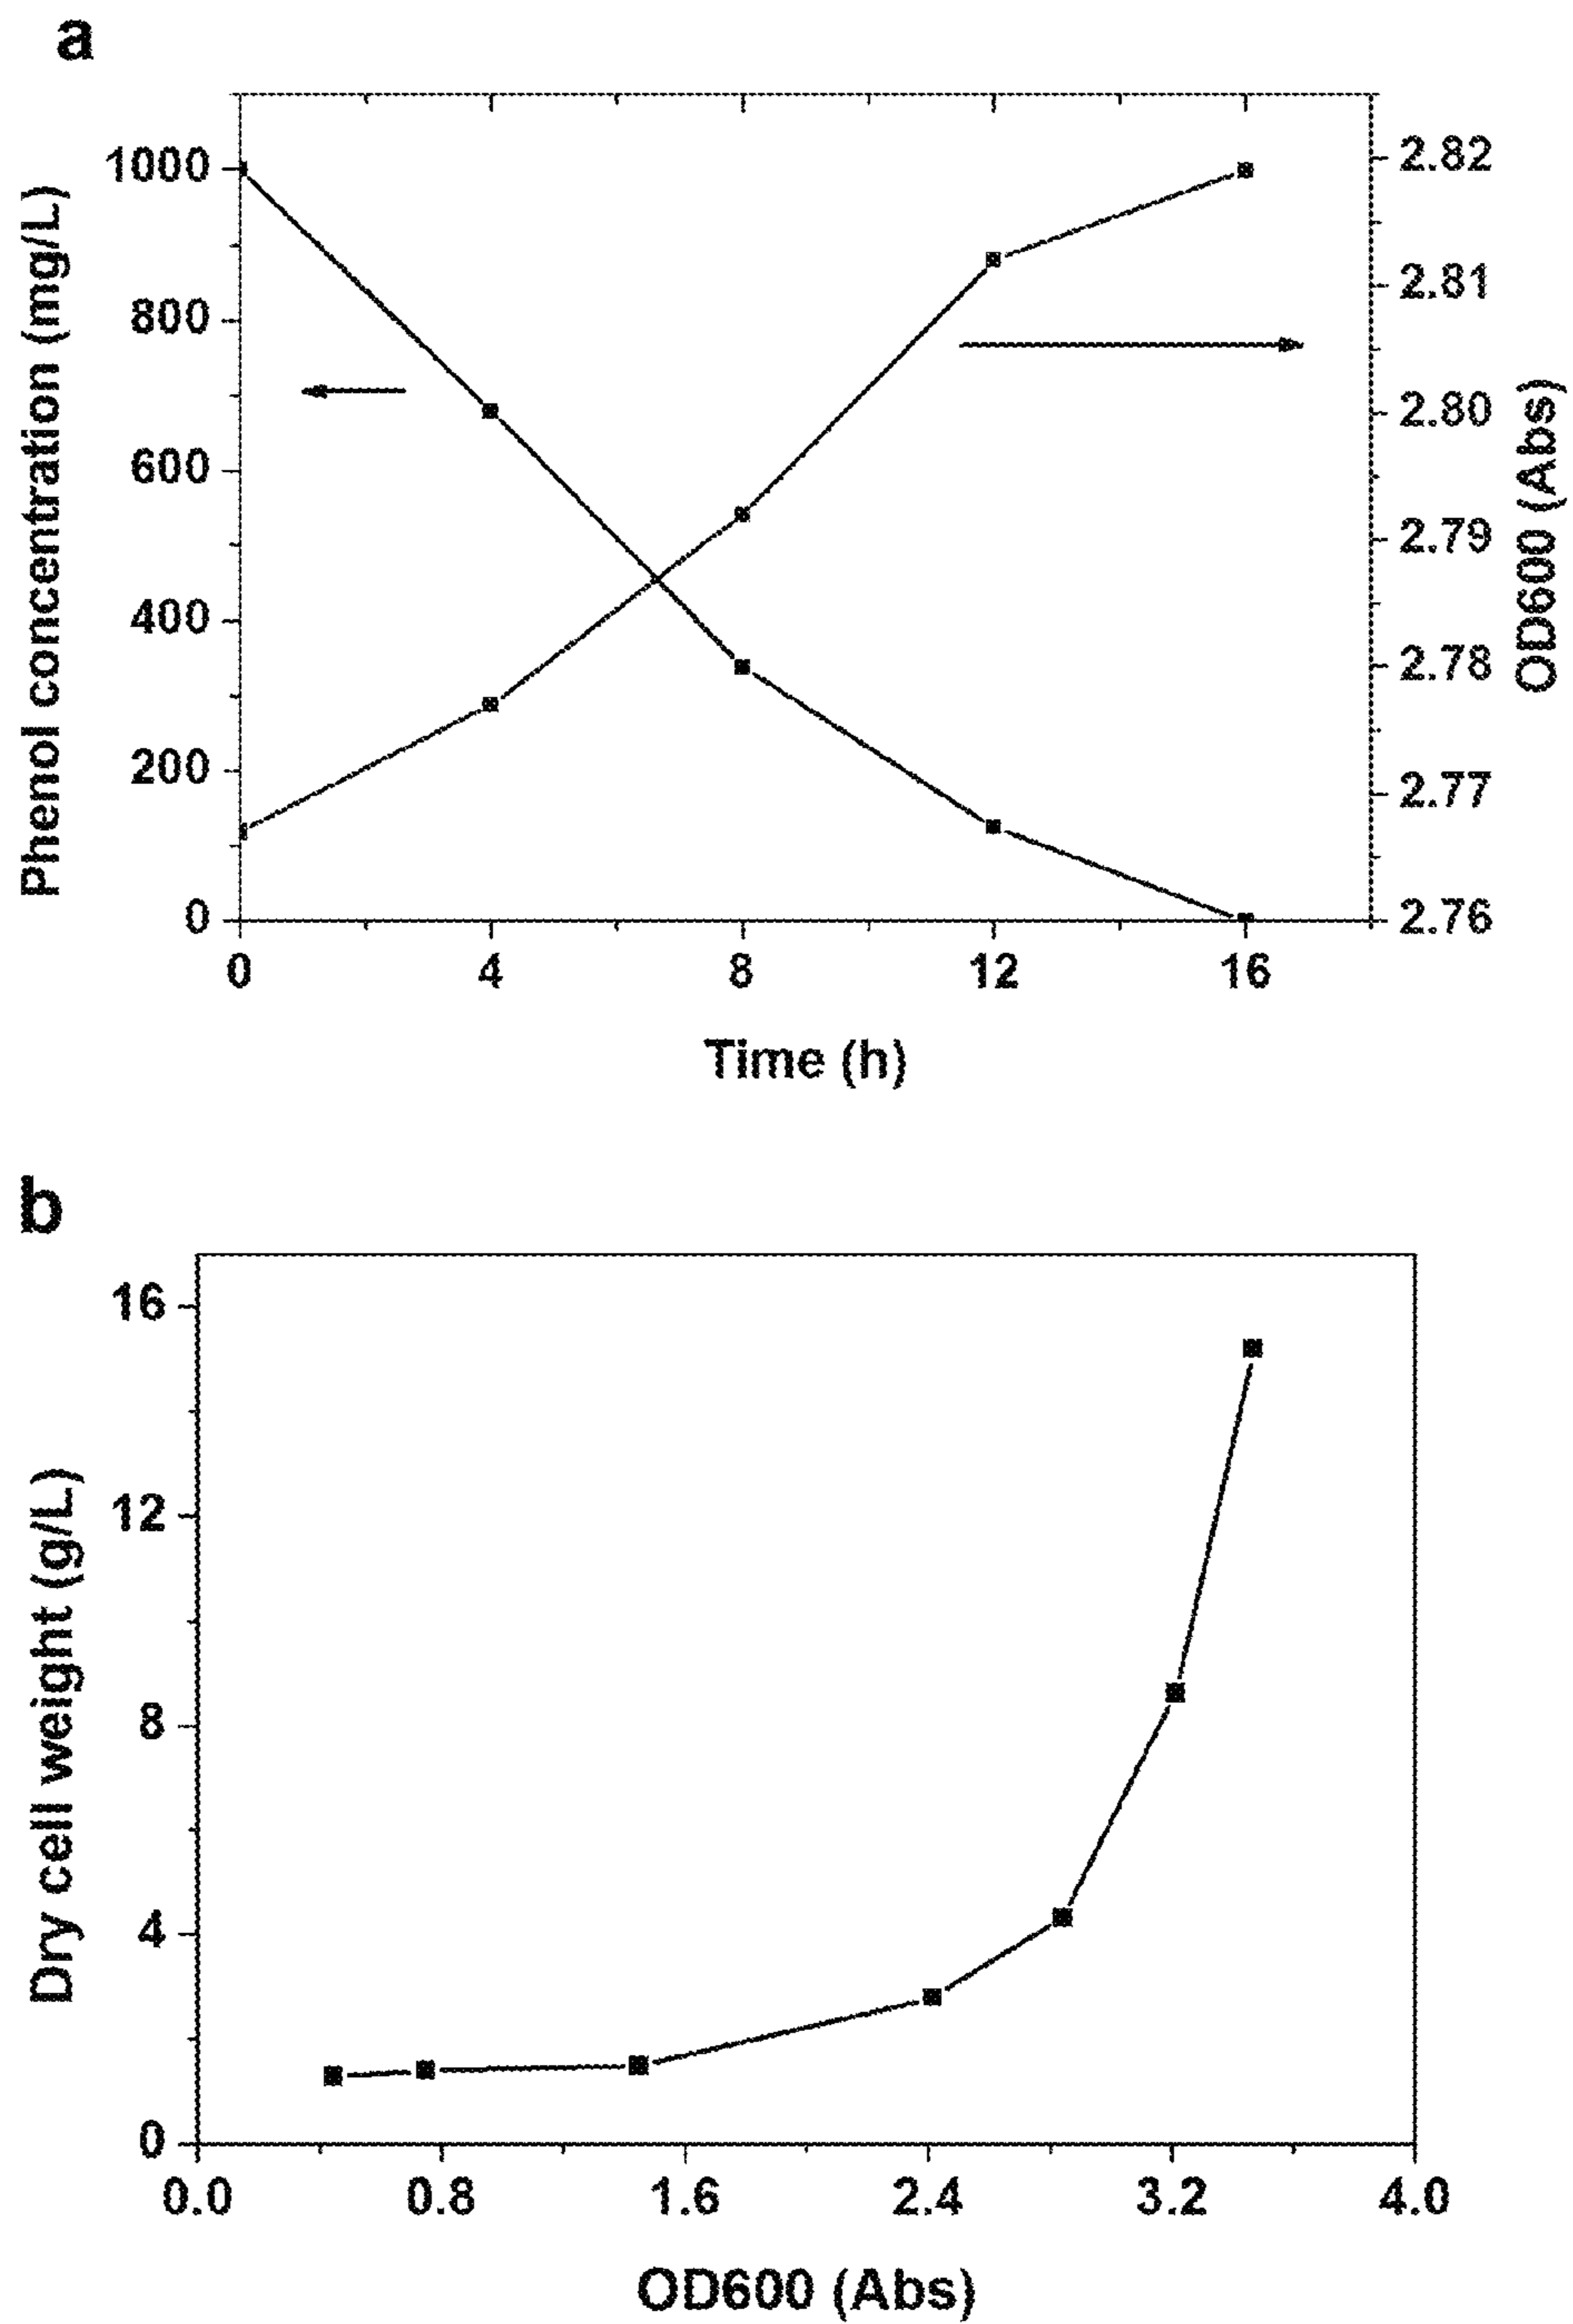 a
Phenol concentration (mg/L)
1000
800
600
400
200
0
2.82
2.81
2.80
2.79
2.78
2.77
2.76
OD600 (Abs)
0 4 8 12 16
Time (h)
b
Dry cell weight (g/L)
16
12
8
4
0
0.0 0.8 1.6 2.4 3.2 4.0
OD600 (Abs)